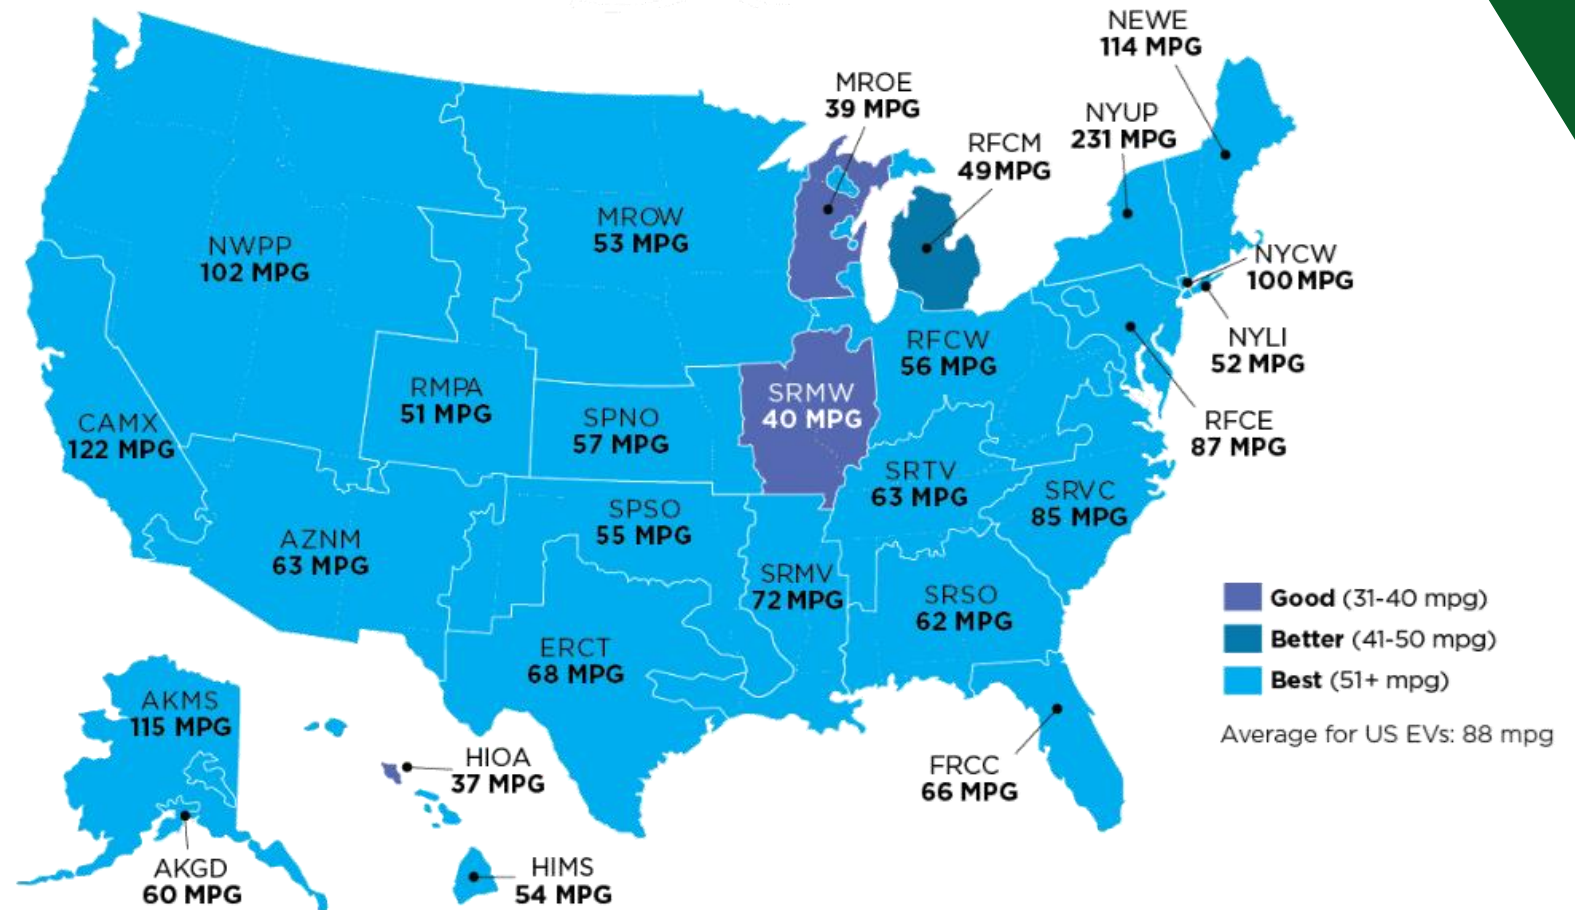 NEWE
114 MPG
MROE
39 MPG
NYUP
231 MPG
RFCM
49 MPG
MROW
53 MPG
NWPP
102 MPG
NYCW
100 MPG
NYLI
52 MPG
RFCW
56 MPG
RMPA
51 MPG
SRMW
40 MPG
SPNO
57 MPG
CAMX
122 MPG
RFCE
87 MPG
SRTV
63 MPG
SRVC
85 MPG
SPSO
55 MPG
AZNM
63 MPG
SRMV
72 MPG
SRSO
62 MPG
ERCT
68 MPG
Good (31-40 mpg)
Better (41-50 mpg)
Best (51+ mpg)
Average for US EVs: 88 mpg
AKMS
115 MPG
HIOA
37 MPG
FRCC
66 MPG
AKGD
60 MPG
HIMS
54 MPG